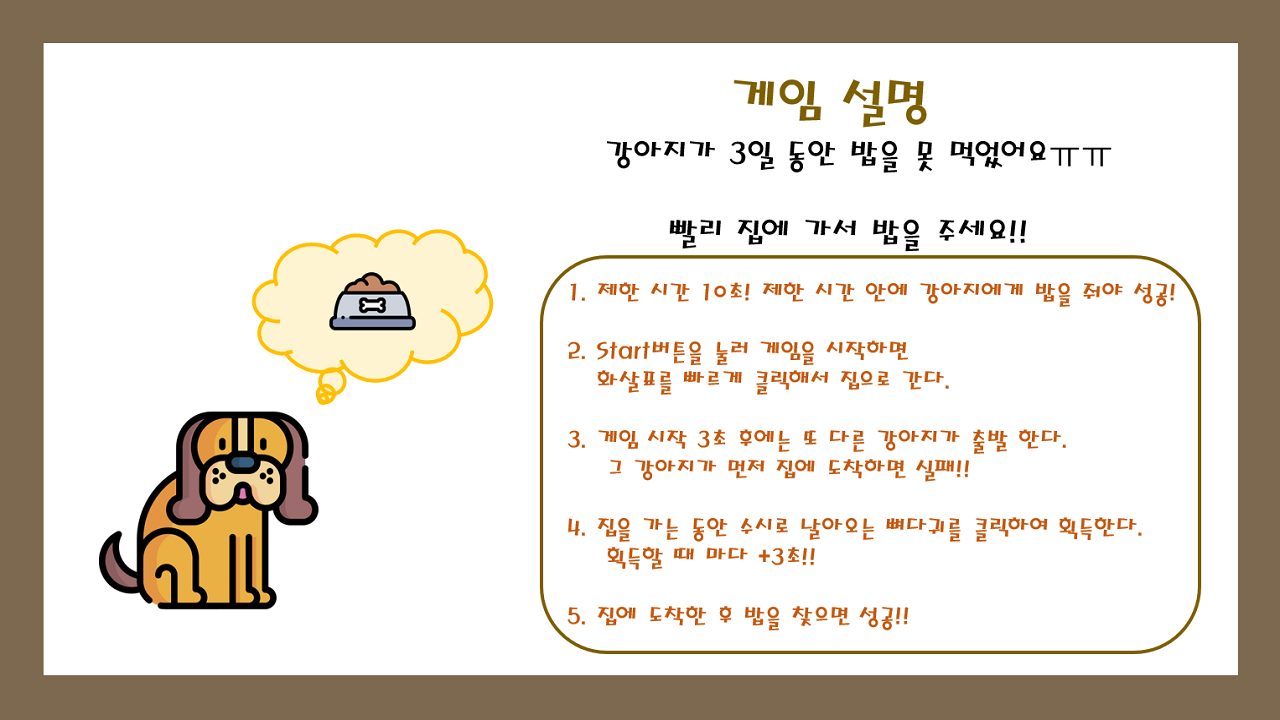 게임 설명
강아지가 3일 동안 밥을 못 먹었어요ㅠㅠ
빨리 집에 가서 밥을 주세요!!
1. 제한 시간 10초! 제한 시간 안에 강아지에게 밥을 줘야 성공!
2. Start버튼을 눌러 게임을 시작하면
화살표를 빠르게 클릭해서 집으로 간다.
3. 게임 시작 3초 후에는 또 다른 강아지가 출발 한다.
그 강아지가 먼저 집에 도착하면 실패!!
4. 집을 가는 동안 수시로 날아오는 뼈다귀를 클릭하여 획득한다.
획득할 때 마다 +3초!!
5. 집에 도착한 후 밥을 찾으면 성공!!